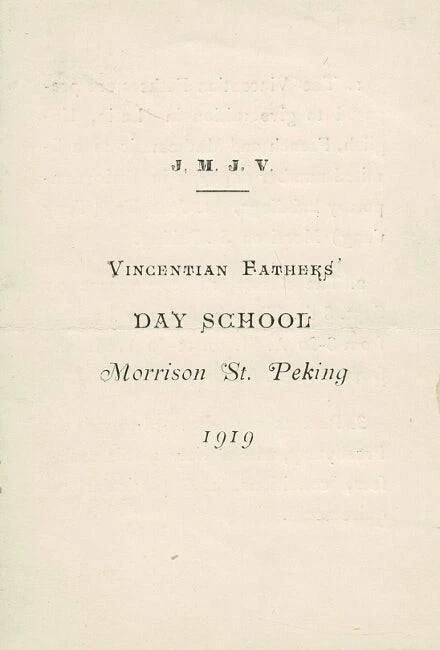 J. M. J. V.
VINCENTIAN FATHERS'
DAY SCHOOL
Morrison St. Peking
1919